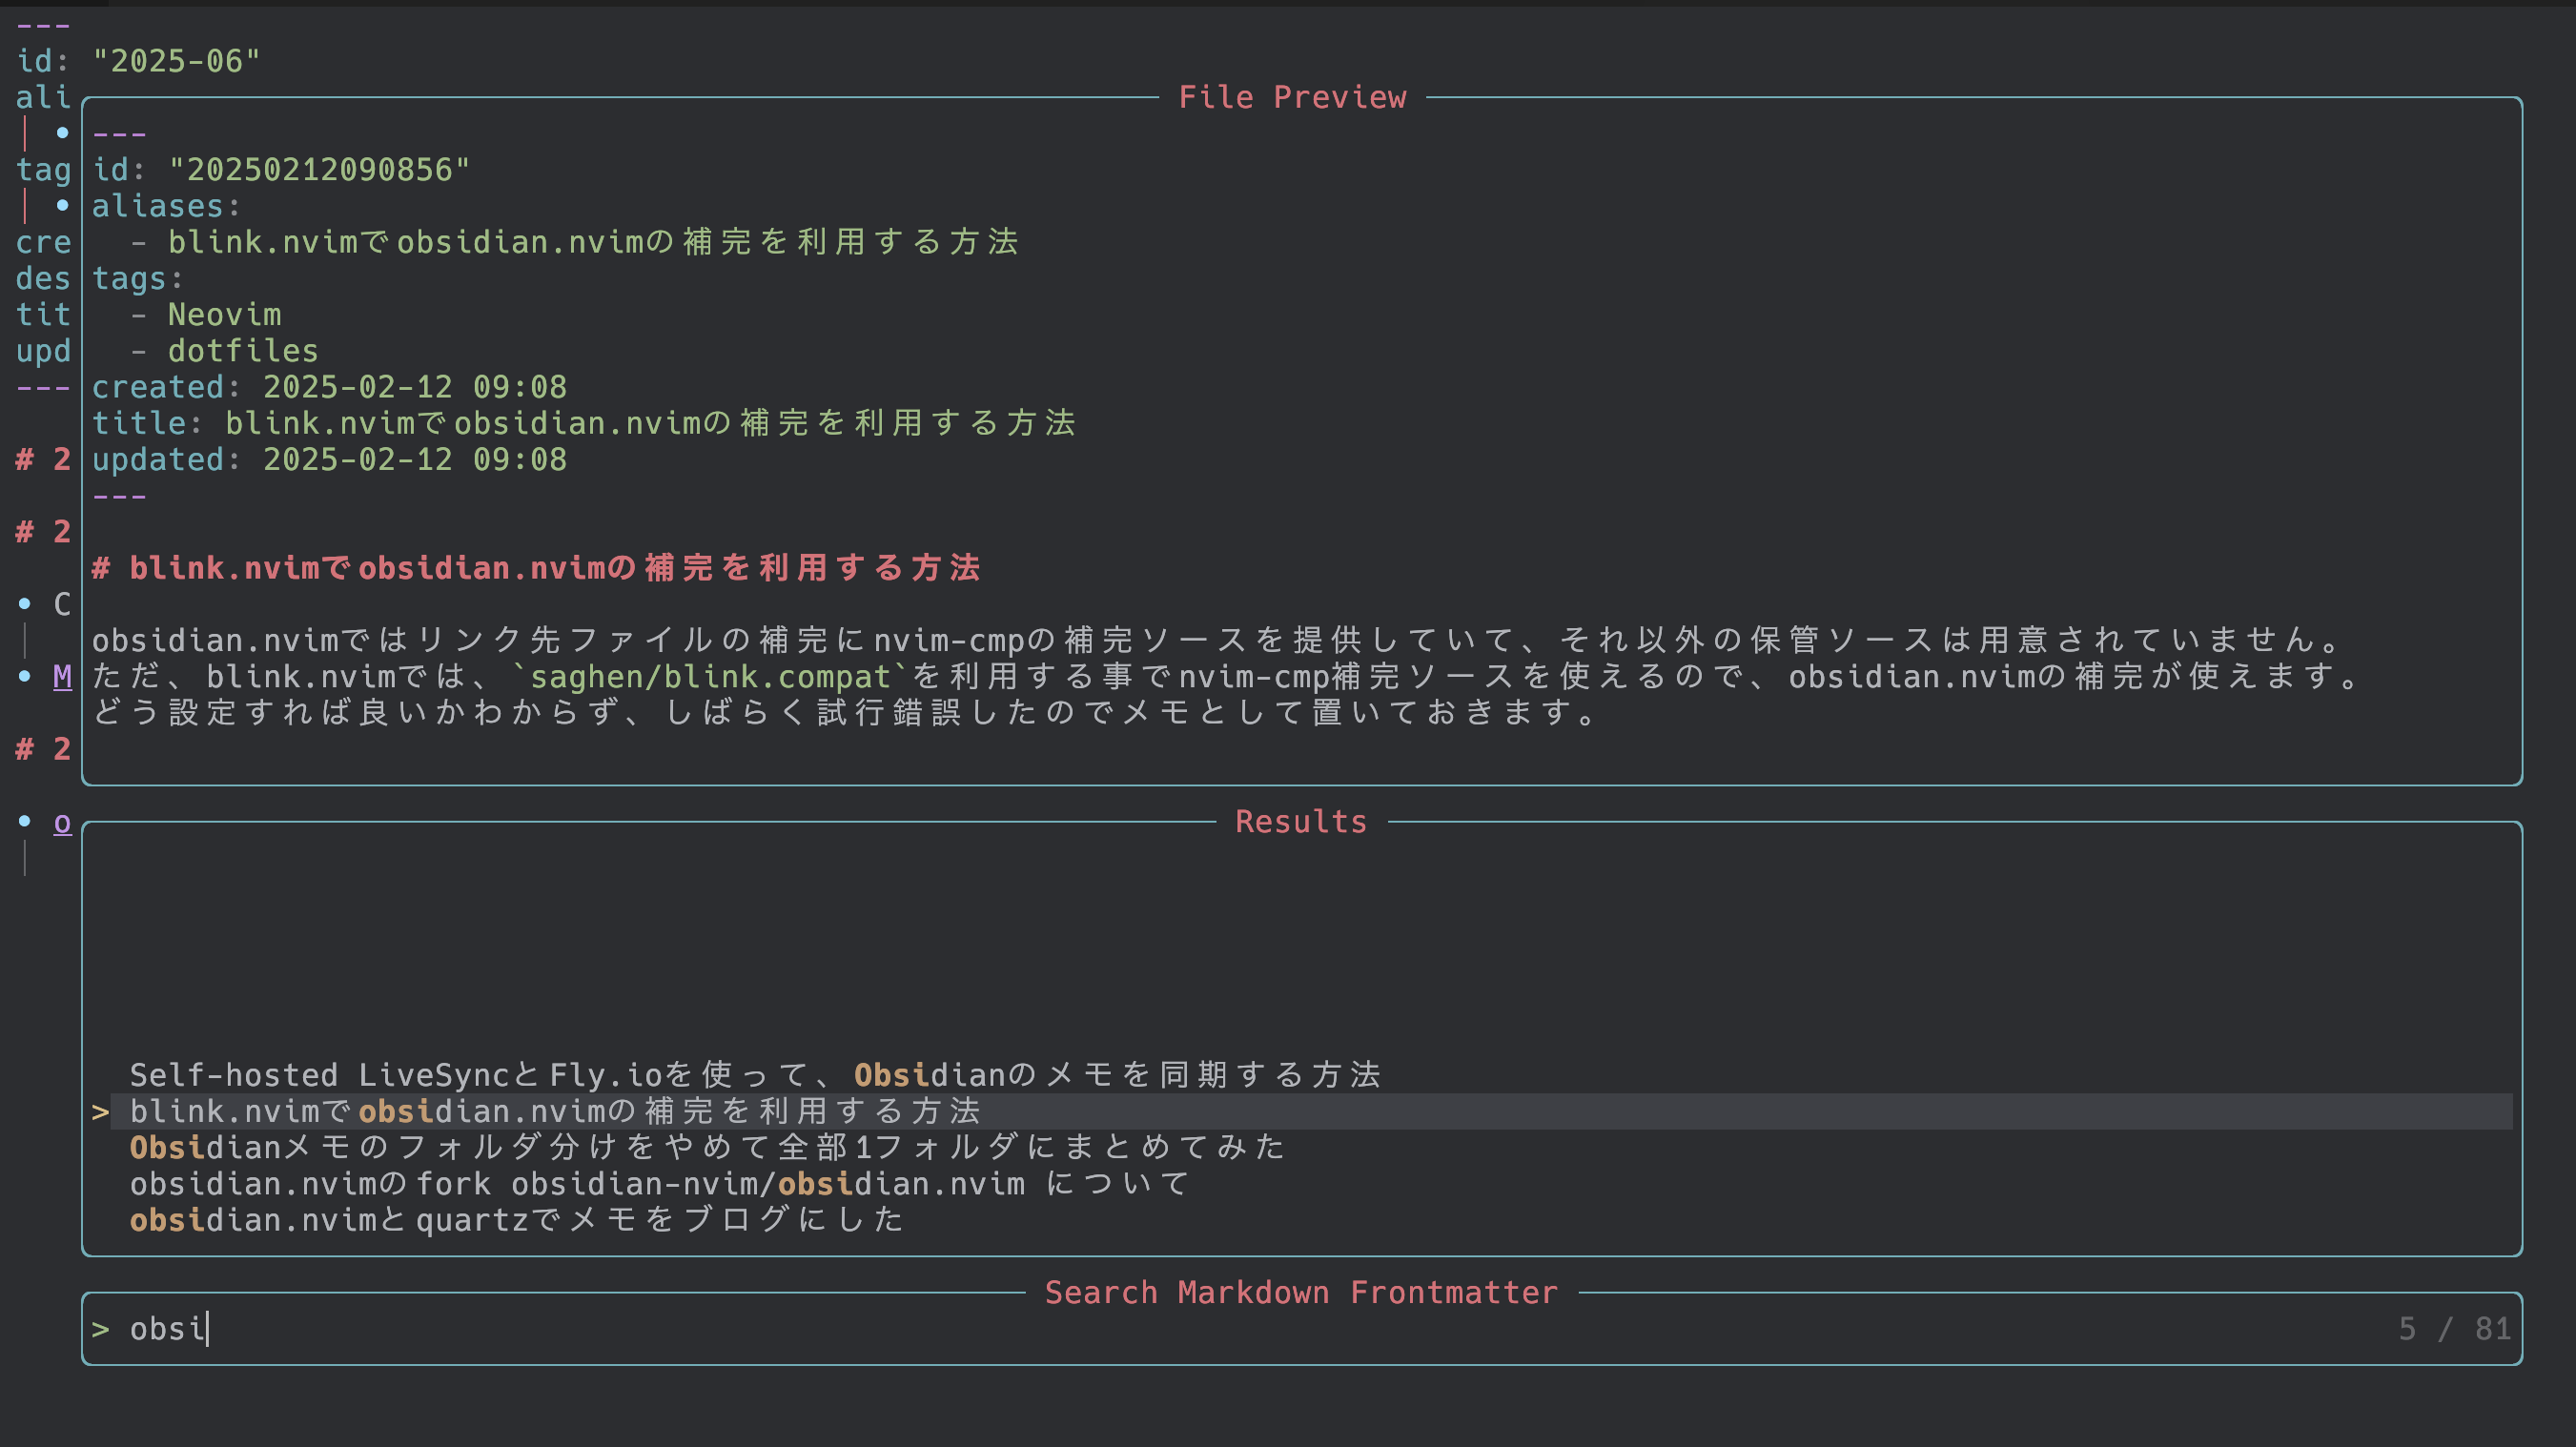 ---
id: "2025-06"
ali
•
tag
•
cre
des
tit
upd
---
# 2
# 2
• C
• M
# 2
• o
File Preview
---
id: "20250212090856"
aliases:
  - blink.nvimでobsidian.nvimの補完を利用する方法
tags:
  - Neovim
  - dotfiles
created: 2025-02-12 09:08
title: blink.nvimでobsidian.nvimの補完を利用する方法
updated: 2025-02-12 09:08
---
# blink.nvimでobsidian.nvimの補完を利用する方法
obsidian.nvimではリンク先ファイルの補完にnvim-cmpの補完ソースを提供していて、それ以外の保管ソースは用意されていません。
ただ、blink.nvimでは、`saghen/blink.compat`を利用する事でnvim-cmp補完ソースを使えるので、obsidian.nvimの補完が使えます。
どう設定すれば良いかわからず、しばらく試行錯誤したのでメモとして置いておきます。
Results
Self-hosted LiveSyncとFly.ioを使って、Obsidianのメモを同期する方法
> blink.nvimでobsidian.nvimの補完を利用する方法
Obsidianメモのフォルダ分けをやめて全部1フォルダにまとめてみた
obsidian.nvimのfork obsidian-nvim/obsidian.nvim について
obsidian.nvimとquartzでメモをブログにした
Search Markdown Frontmatter
> obsi
5 / 81